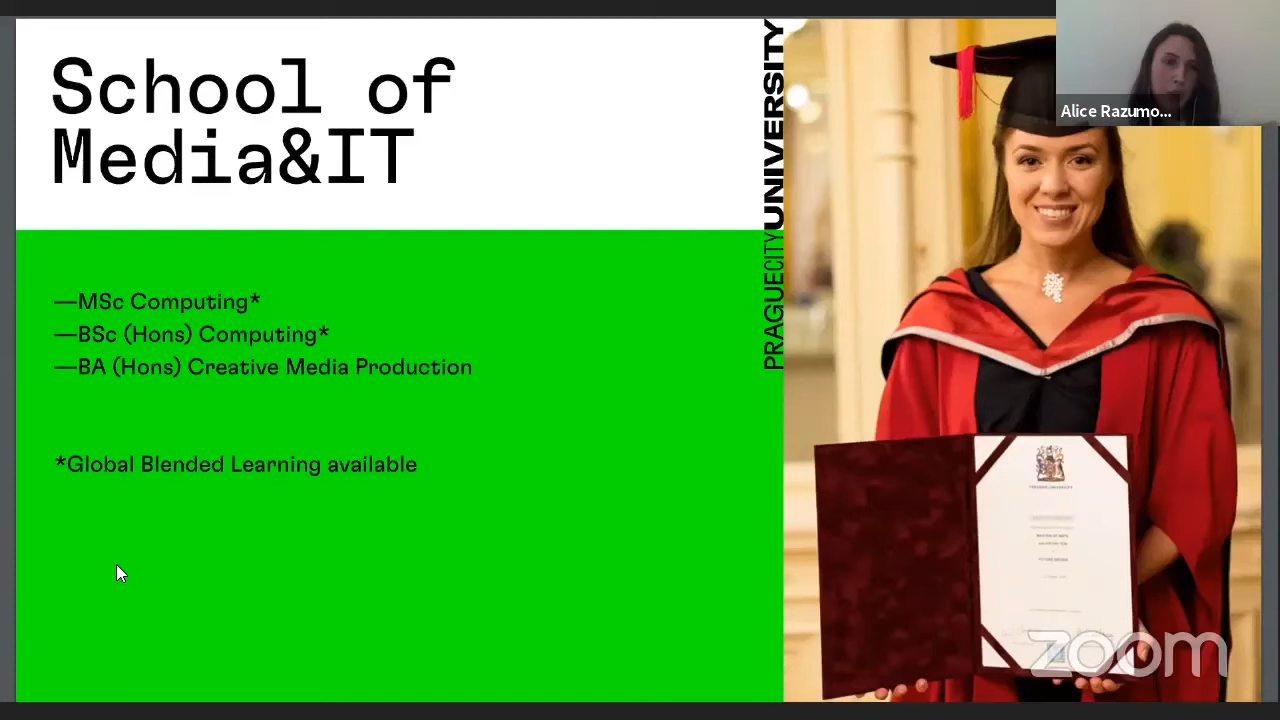 School of
Media&IT
PRAGUECITYUNIVERSITY
Alice Razumo...
—MSc Computing*
—BSc (Hons) Computing*
—BA (Hons) Creative Media Production
*Global Blended Learning available
zoom